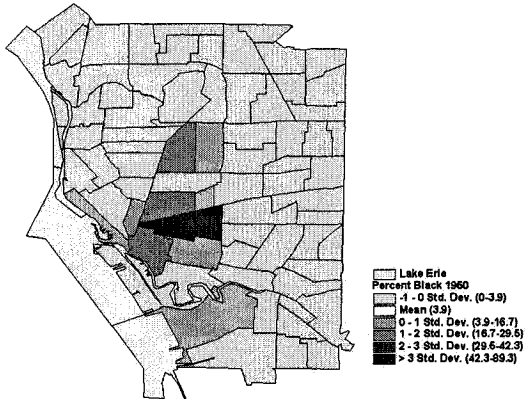 Lake Erie
Percent Black 1950
-1 - 0 Std. Dev. (0-3.9)
Mean (3.9)
0 - 1 Std. Dev. (3.9-16.7)
1 - 2 Std. Dev. (16.7-29.5)
2 - 3 Std. Dev. (29.5-42.3)
> 3 Std. Dev. (42.3-89.3)